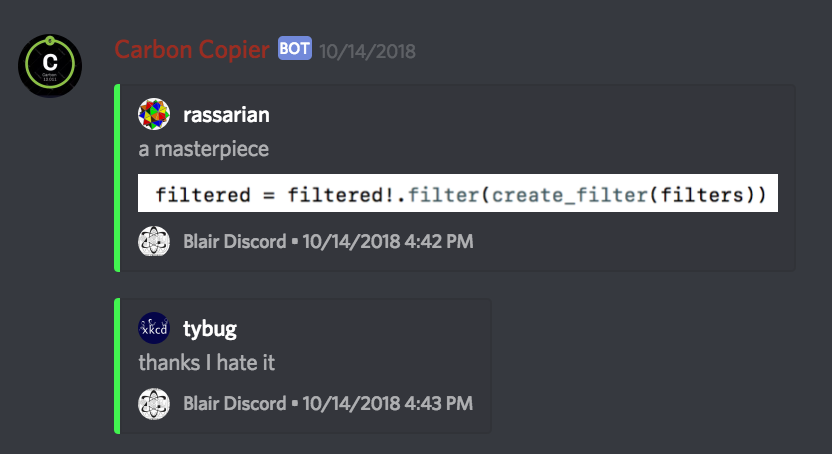 Carbon Copier BOT 10/14/2018
C
Carbon
12.011
rassarian
a masterpiece
filtered = filtered!.filter(create_filter(filters))
Blair Discord • 10/14/2018 4:42 PM
xkcd
tybug
thanks I hate it
Blair Discord • 10/14/2018 4:43 PM